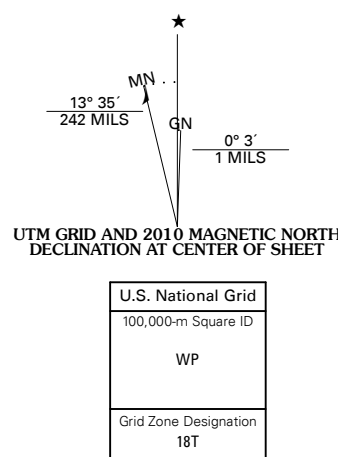 ★
MN
13° 35´
242 MILS
GN
0° 3´
1 MILS
UTM GRID AND 2010 MAGNETIC NORTH
DECLINATION AT CENTER OF SHEET
U.S. National Grid
100,000-m Square ID
WP
Grid Zone Designation
18T